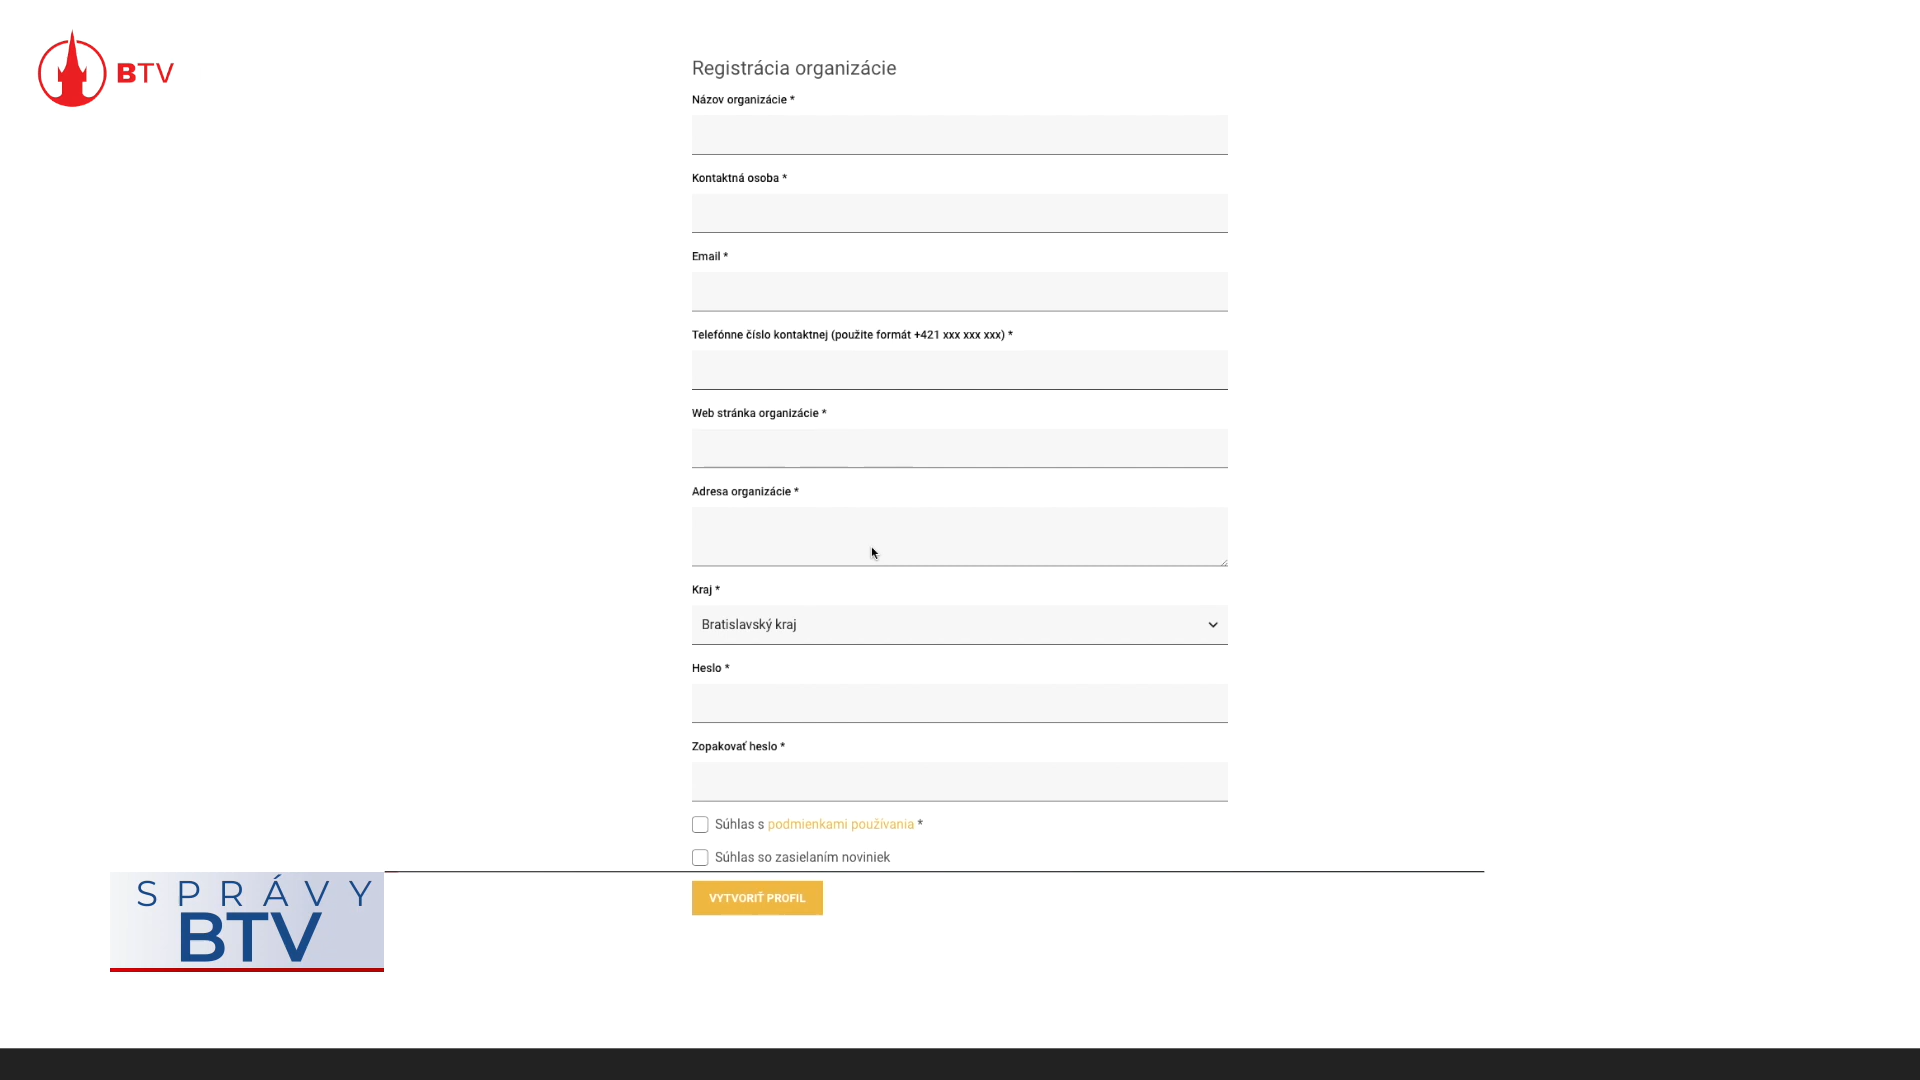 BTV
Registrácia organizácie
Názov organizácie *
Kontaktná osoba *
Email *
Telefónne číslo kontaktnej (použite formát +421 xxx xxx xxx) *
Web stránka organizácie *
Adresa organizácie *
Kraj *
Bratislavský kraj
Heslo *
Zopakovať heslo *
Súhlas s podmienkami používania *
Súhlas so zasielaním noviniek
VYTVORIŤ PROFIL
SPRÁVY
BTV